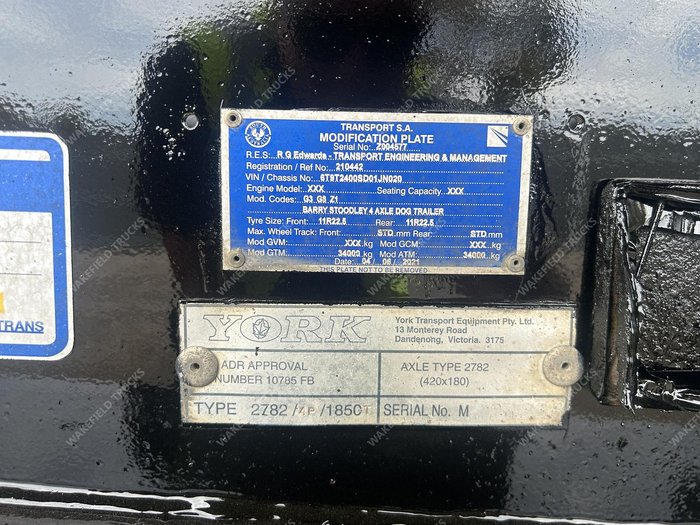 TRANSPORT S.A.
MODIFICATION PLATE
Serial No: Z004577
R.E.S: R G Edwards - TRANSPORT ENGINEERING & MANAGEMENT
Registration / Ref No: 210442
VIN / Chassis No: 6T9T2400SD01JN020
Engine Model: XXX Seating Capacity: XXX
Mod. Codes: G3 G8 Z1
BARRY STOODLEY 4 AXLE DOG TRAILER
Tyre Size: Front: 11R22.5 Rear: 11R22.5
Max. Wheel Track: Front: STD mm Rear: STD mm
Mod GVM: XXX kg Mod GCM: XXX kg
Mod GTM: 34000 kg Mod ATM: 34000 kg
Date: 04 / 06 / 2021
THIS PLATE NOT TO BE REMOVED
TRANS
YORK
York Transport Equipment Pty. Ltd.
13 Monterey Road
Dandenong, Victoria. 3175
ADR APPROVAL
NUMBER 10785 FB
AXLE TYPE 2782
(420x180)
TYPE 2782/4P/1850T
SERIAL No. M
WAKEFIELD TRUCKS